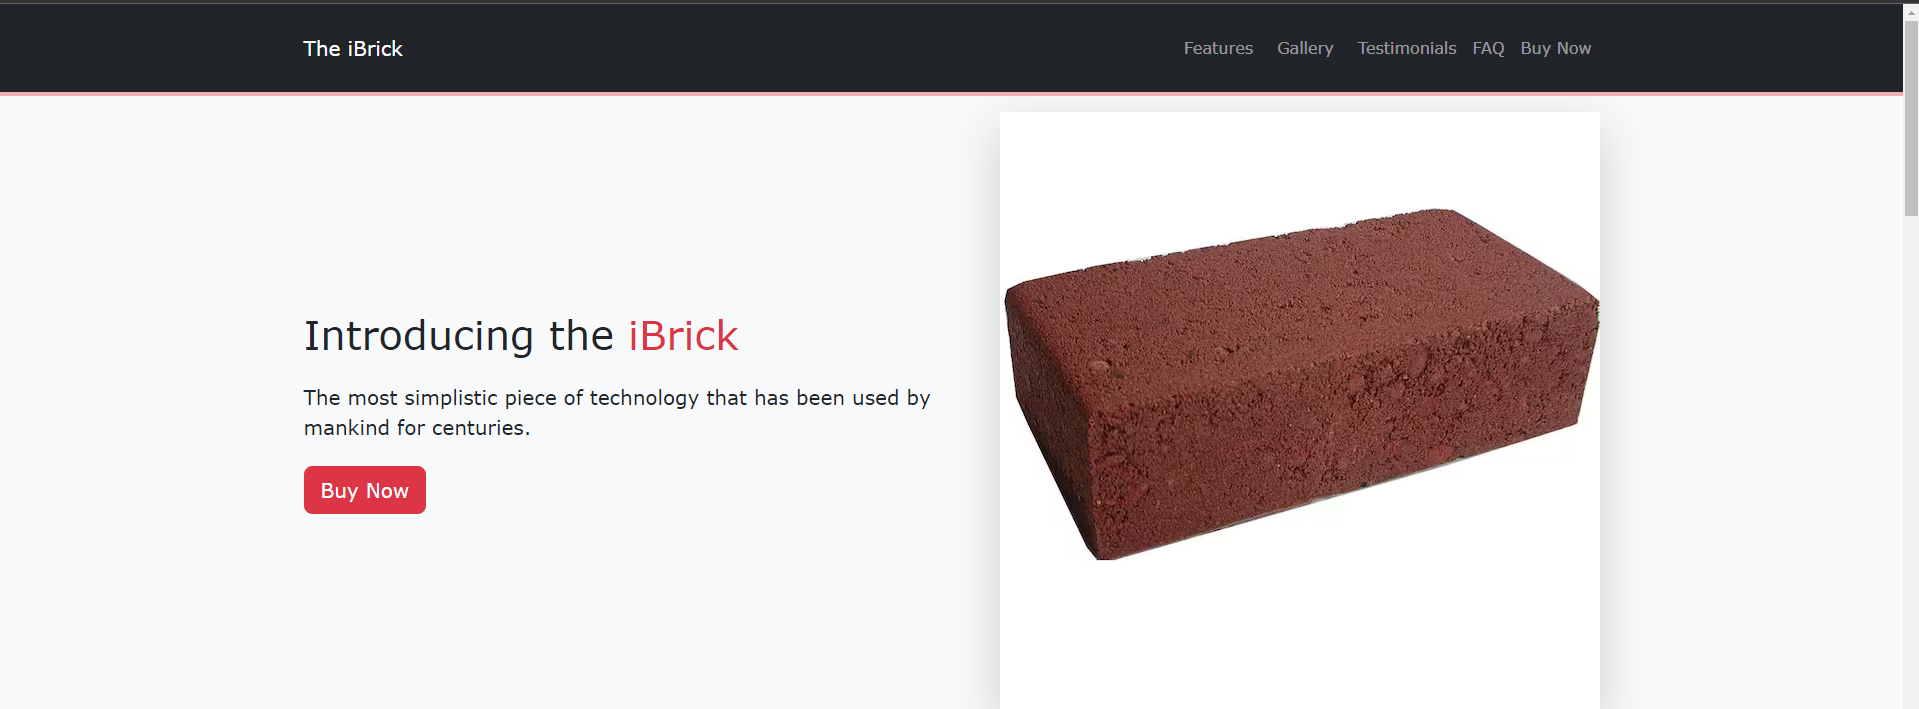 The iBrick
Features Gallery Testimonials FAQ Buy Now
Introducing the iBrick
The most simplistic piece of technology that has been used by
mankind for centuries.
Buy Now